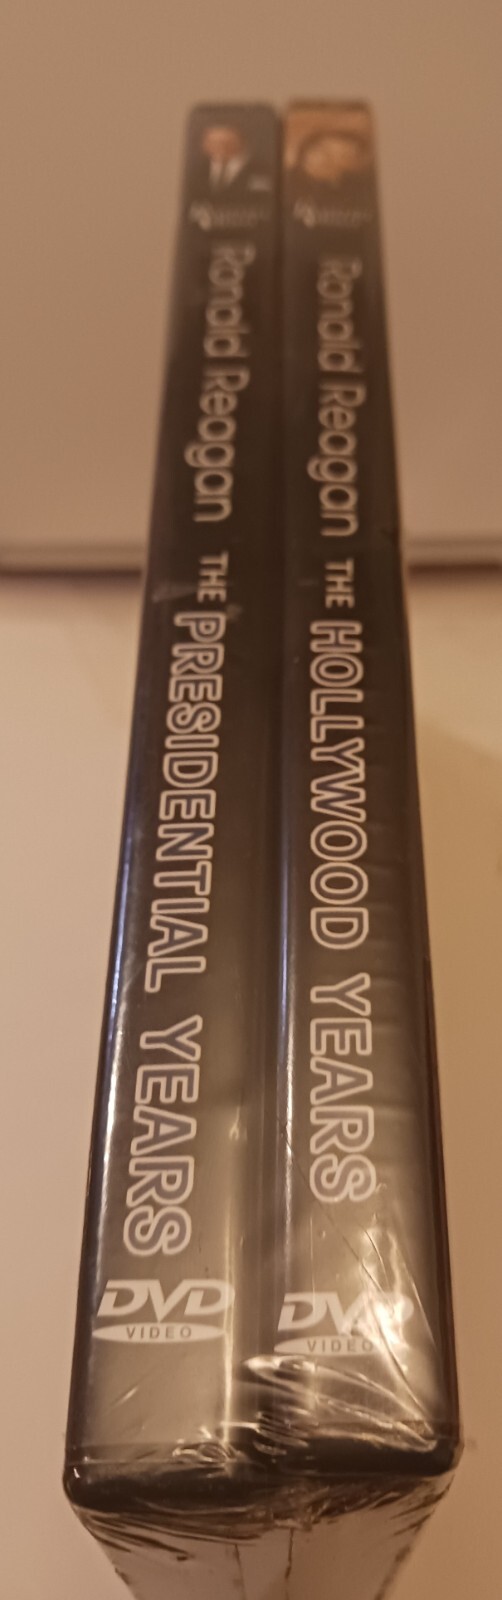 Ronald Reagan THE PRESIDENTIAL YEARS
DVD
VIDEO
Ronald Reagan THE HOLLYWOOD YEARS
DVD
VIDEO